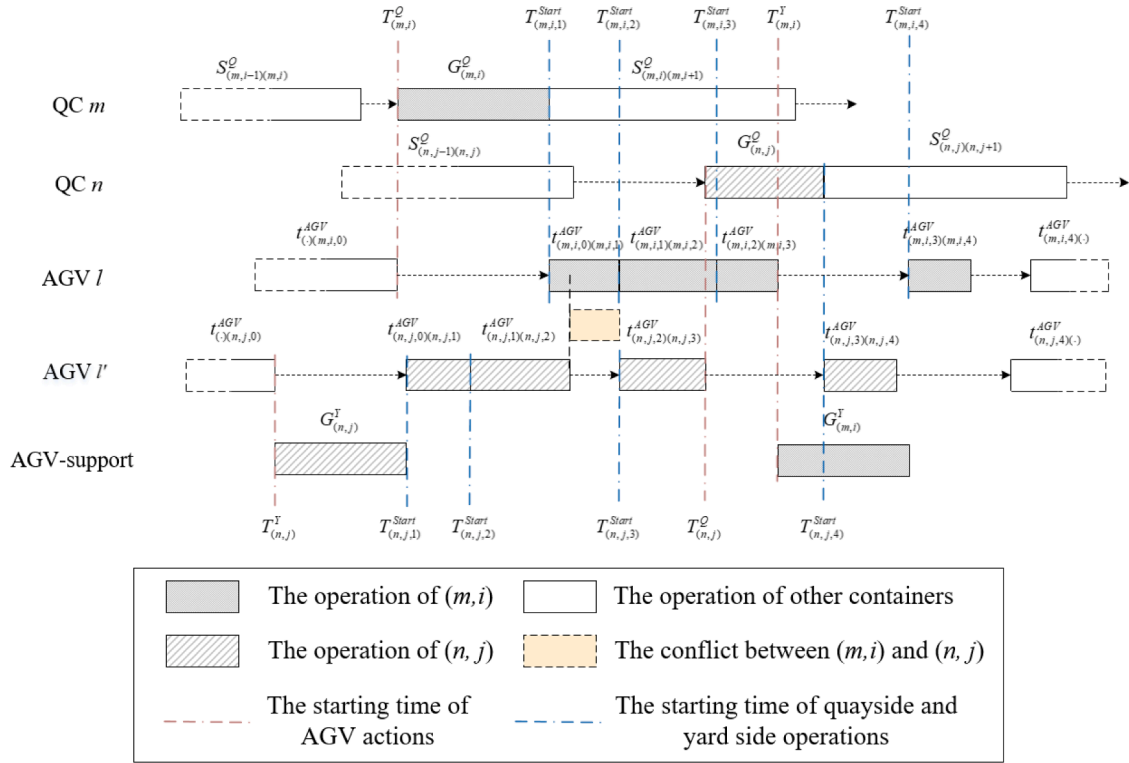 T^Q_(m,i) T^Start_(m,i,1) T^Start_(m,i,2) T^Start_(m,i,3) T^Υ_(m,i) T^Start_(m,i,4)
S^Q_(m,i−1)(m,i) G^Q_(m,i) S^Q_(m,i)(m,i+1)
QC m
S^Q_(n,j−1)(n,j) G^Q_(n,j) S^Q_(n,j)(n,j+1)
QC n
t^AGV_(·)(m,i,0) t^AGV_(m,i,0)(m,i,1) t^AGV_(m,i,1)(m,i,2) t^AGV_(m,i,2)(m,i,3) t^AGV_(m,i,3)(m,i,4) t^AGV_(m,i,4)(·)
AGV l
t^AGV_(·)(n,j,0) t^AGV_(n,j,0)(n,j,1) t^AGV_(n,j,1)(n,j,2) t^AGV_(n,j,2)(n,j,3) t^AGV_(n,j,3)(n,j,4) t^AGV_(n,j,4)(·)
AGV l'
G^Υ_(n,j) G^Υ_(m,i)
AGV-support
T^Υ_(n,j) T^Start_(n,j,1) T^Start_(n,j,2) T^Start_(n,j,3) T^Q_(n,j) T^Start_(n,j,4)
The operation of (m,i)
The operation of other containers
The operation of (n, j)
The conflict between (m,i) and (n, j)
The starting time of
AGV actions
The starting time of quayside and
yard side operations